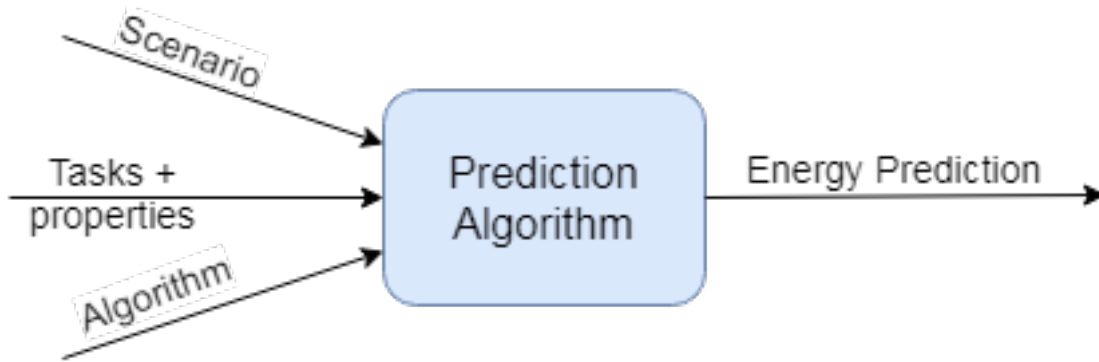 Scenario
Tasks +
properties
Algorithm
Prediction
Algorithm
Energy Prediction